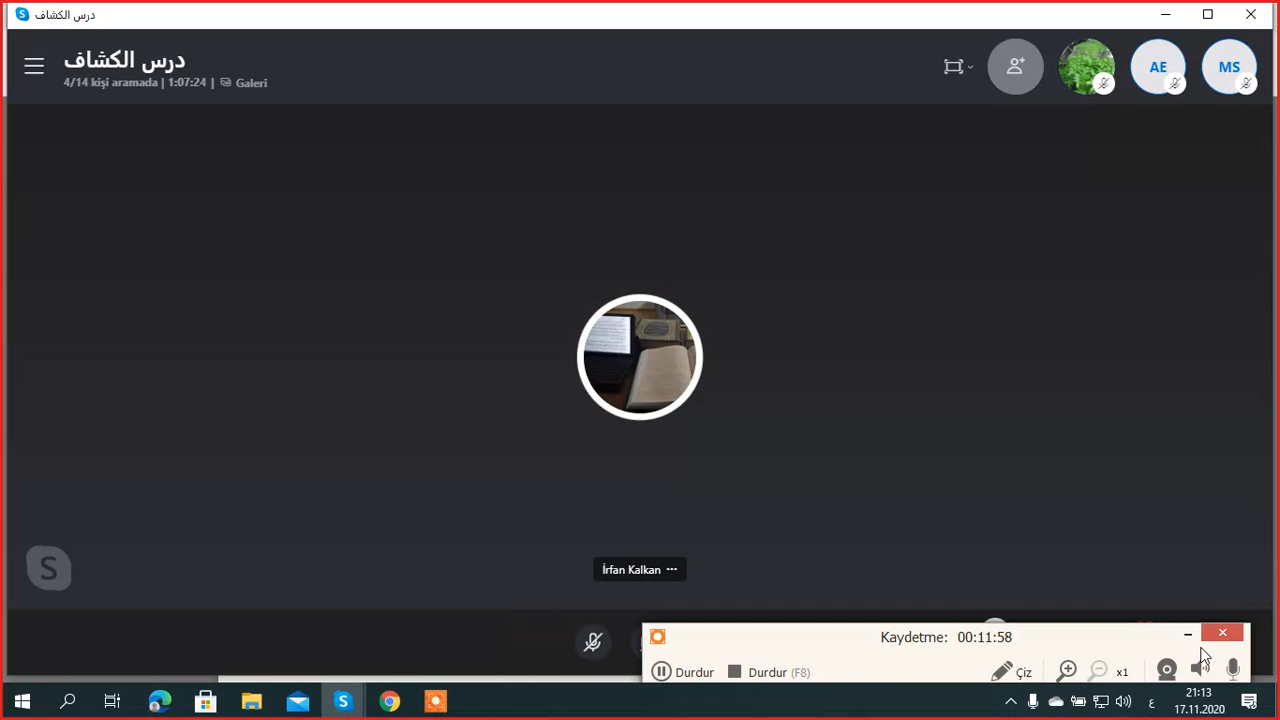 درس الكشاف
درس الكشاف
4/14 kişi aramada | 1:07:24 | Galeri
AE
MS
İrfan Kalkan
S
Kaydetme: 00:11:58
Durdur
Durdur (F8)
Çiz
x1
S
ع
21:13
17.11.2020